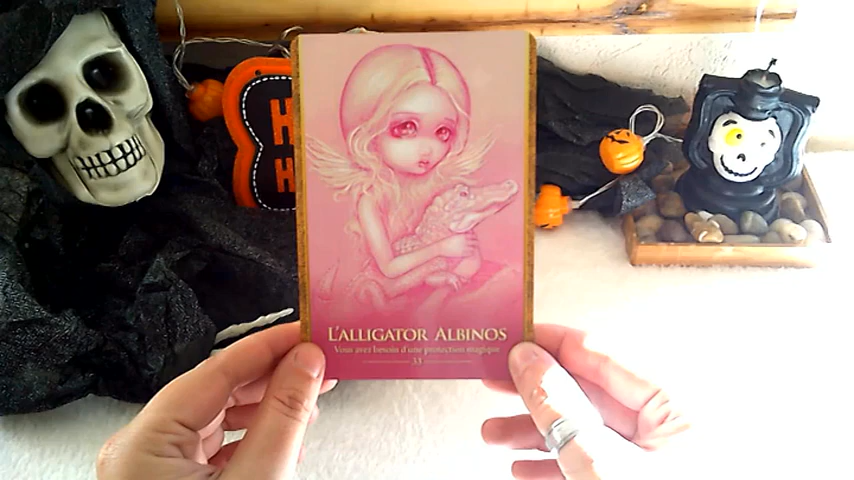 H
H
L'ALLIGATOR ALBINOS
Vous avez besoin d'une protection magique
33